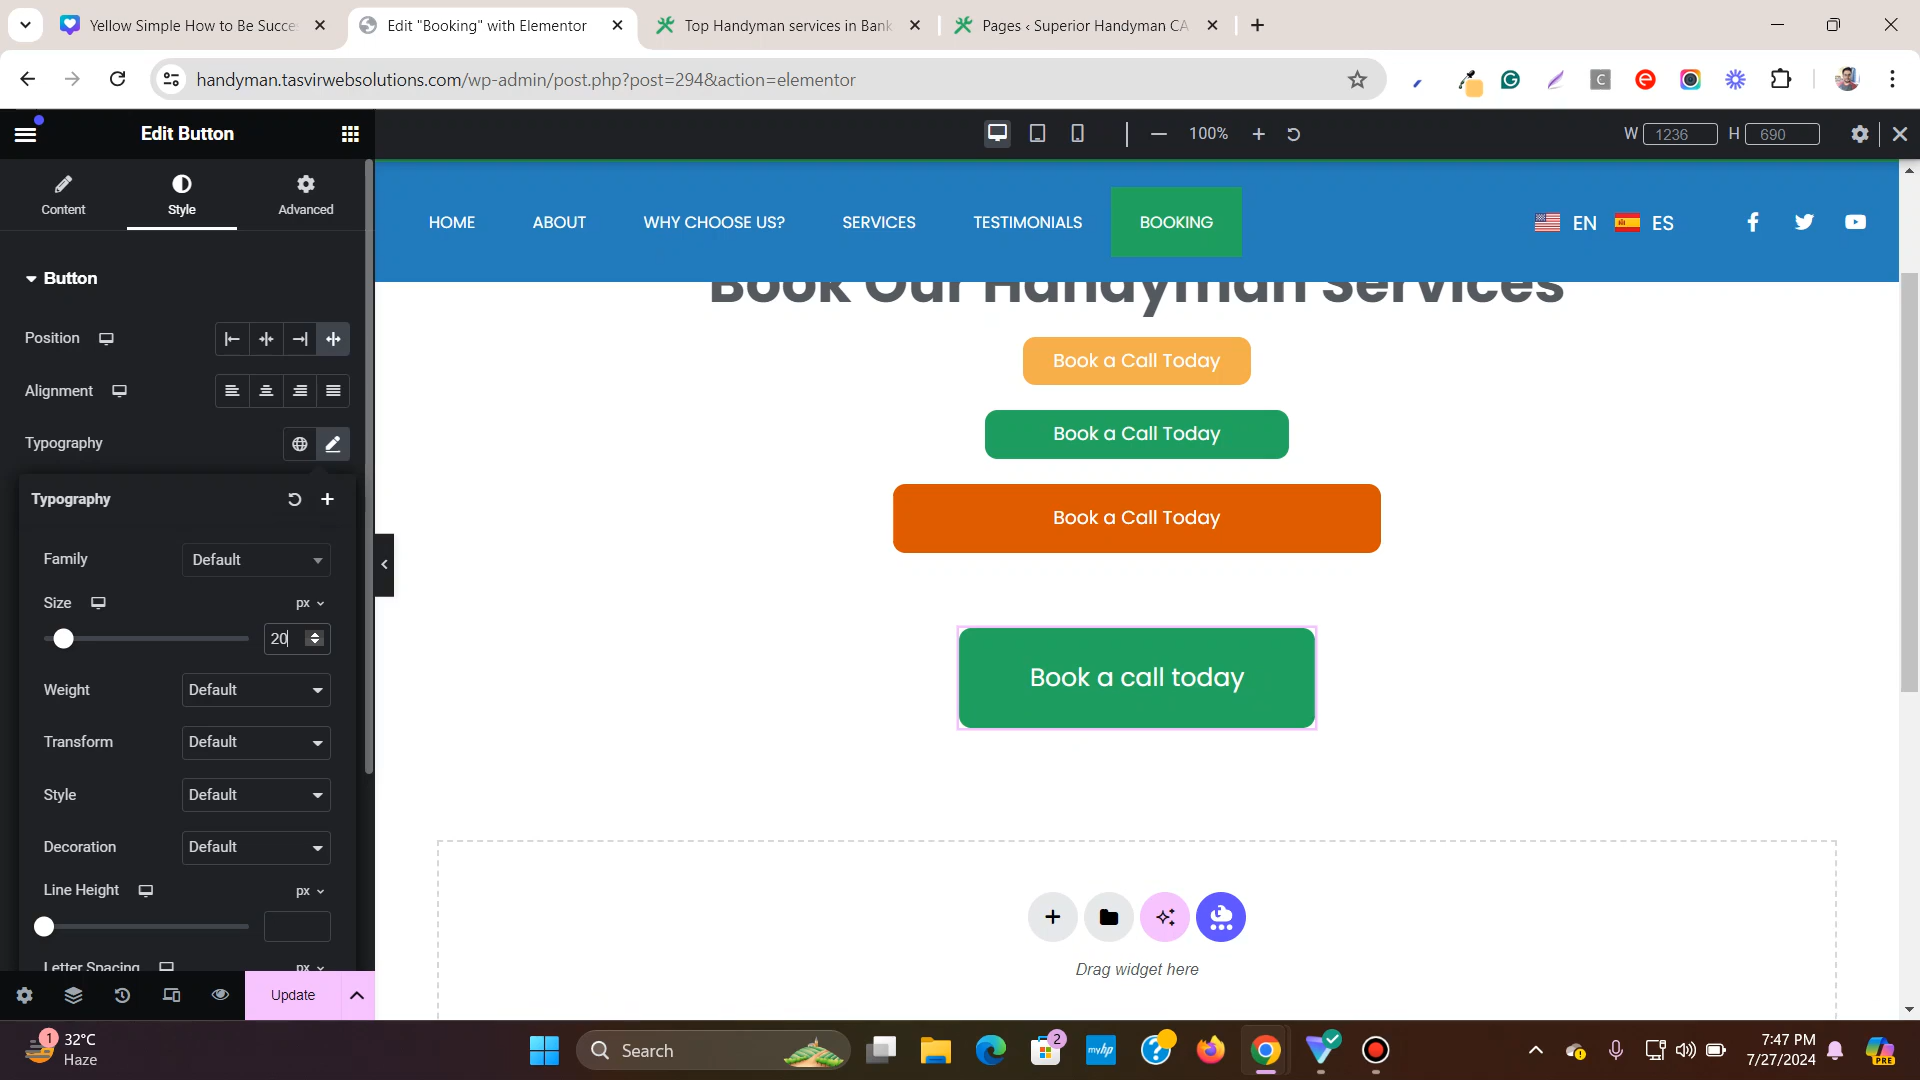 Yellow Simple How to Be Succe
Edit "Booking" with Elementor
Top Handyman services in Bank
Pages ‹ Superior Handyman CA
handyman.tasvirwebsolutions.com/wp-admin/post.php?post=294&action=elementor
Edit Button
100%
W 1236 H 690
Content
Style
Advanced
HOME
ABOUT
WHY CHOOSE US?
SERVICES
TESTIMONIALS
BOOKING
EN
ES
Button
Position
Alignment
Typography
Typography
Family Default
Size px
20
Weight Default
Transform Default
Style Default
Decoration Default
Line Height px
Letter Spacing px
Update
Book Our Handyman Services
Book a Call Today
Book a Call Today
Book a Call Today
Book a call today
Drag widget here
1
32°C
Haze
Search
2
myhp
7:47 PM
7/27/2024
PRE